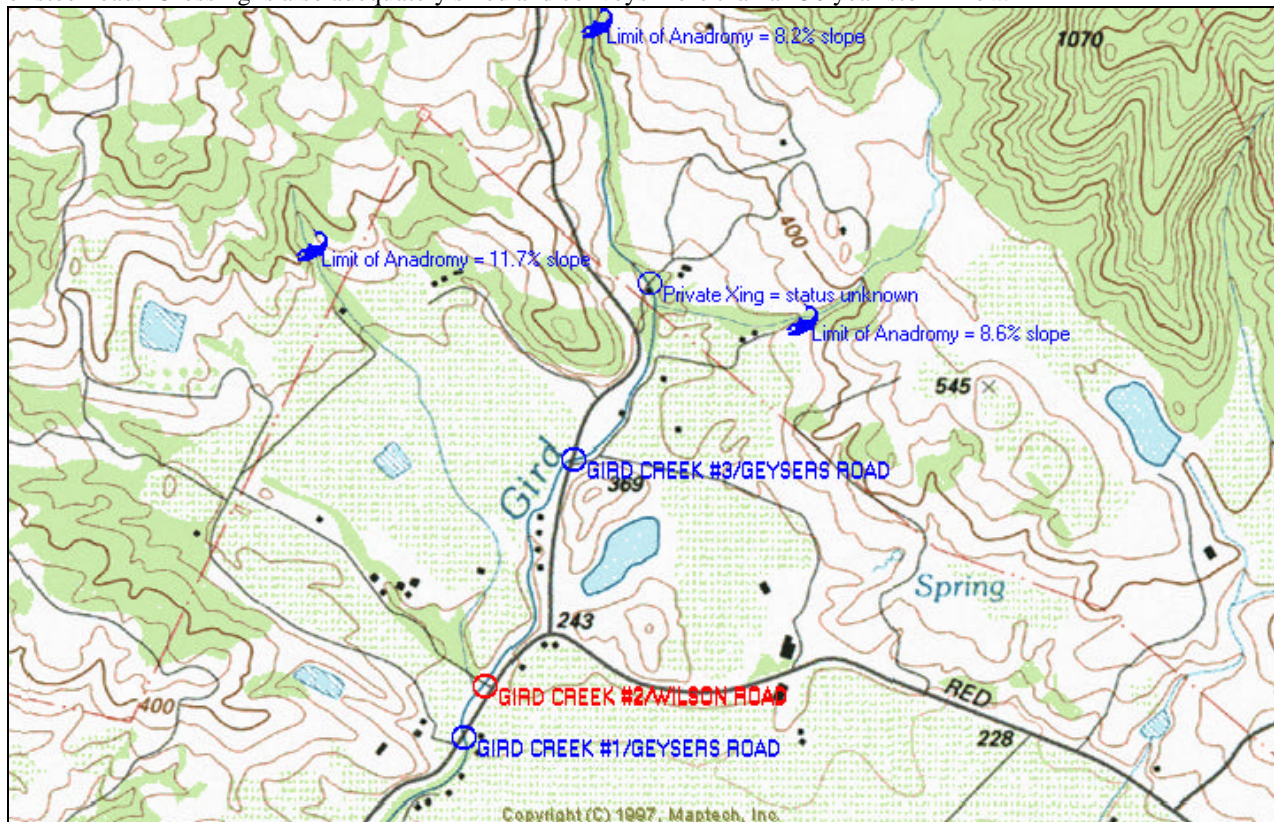 Limit of Anadromy = 8.2% slope
1070
400
Limit of Anadromy = 11.7% slope
Private Xing = status unknown
Limit of Anadromy = 8.6% slope
545
Gird
GIRD CREEK #3/GEYSERS ROAD
369
Spring
243
GIRD CREEK #2/WILSON ROAD
RED
400
228
GIRD CREEK #1/GEYSERS ROAD
Copyright (C) 1997, Maptech, Inc.